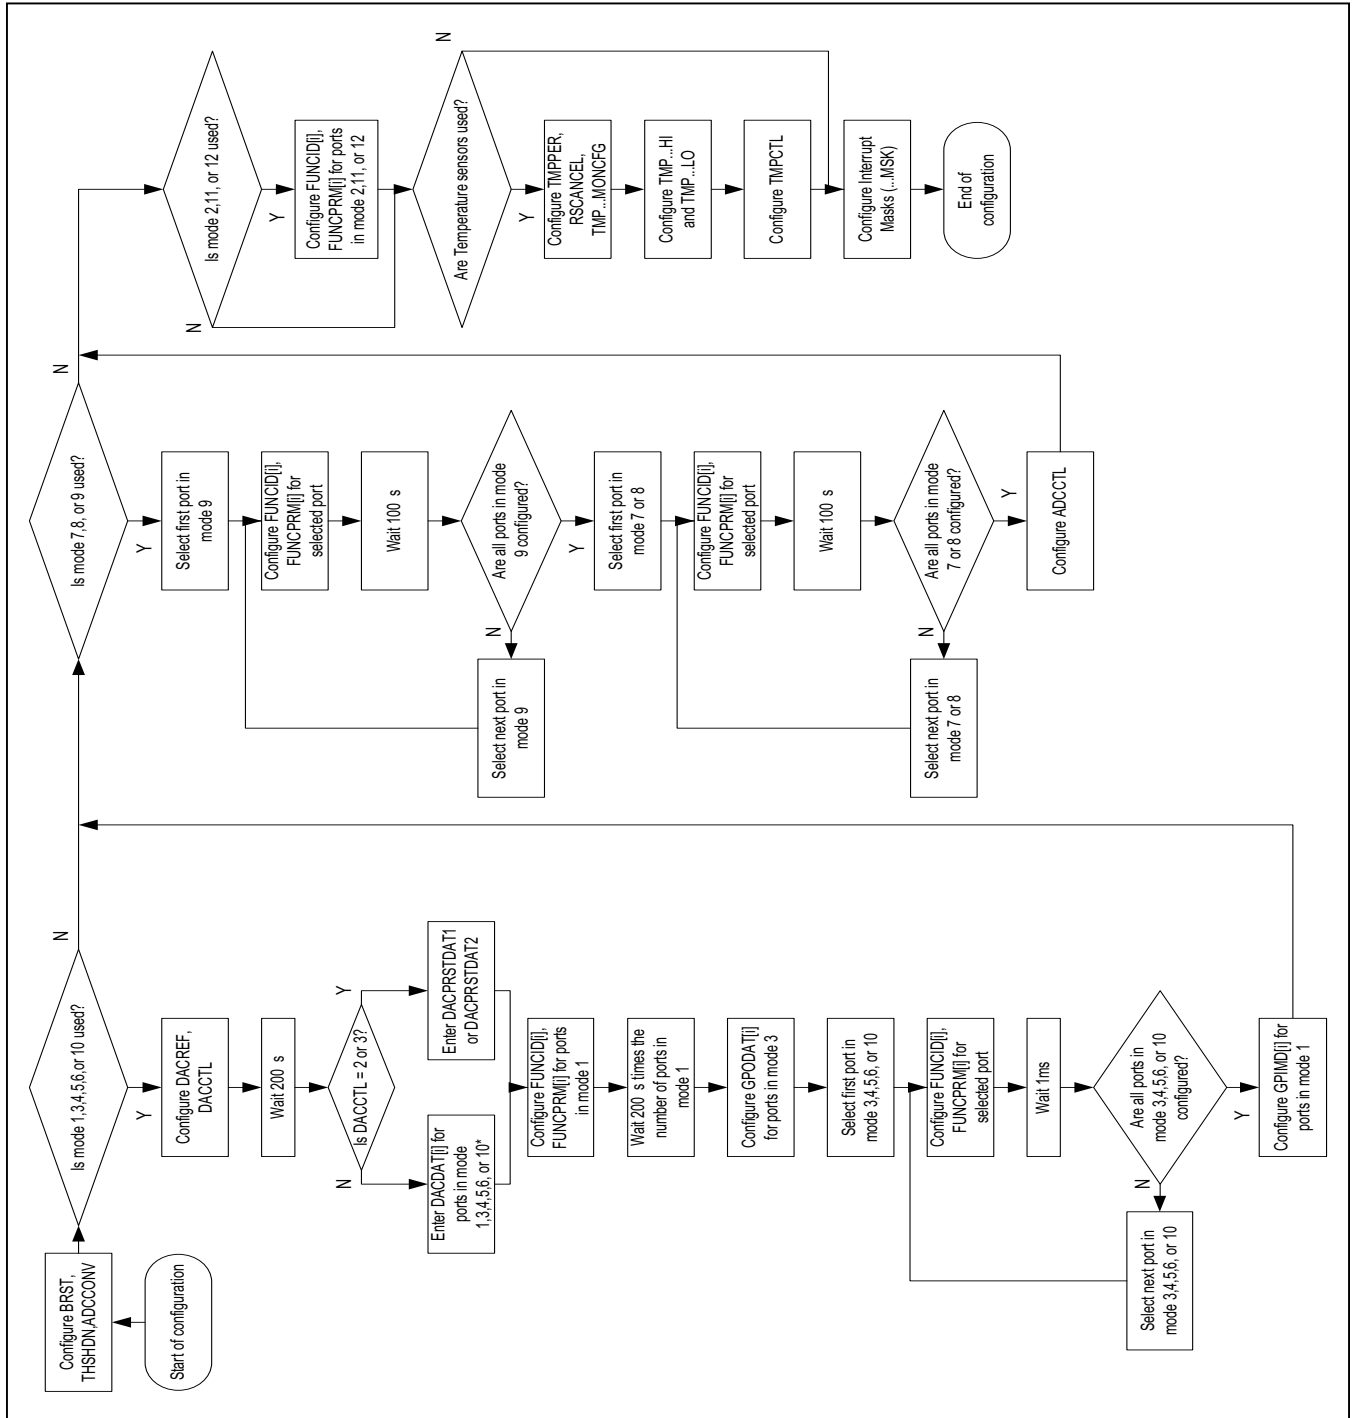 Start of configuration
Configure BRST,
THSHDN,ADCCONV
Is mode 1,3,4,5,6,or 10 used?
N
Y
Configure DACREF,
DACCTL
Wait 200 s
Is DACCTL = 2 or 3?
N
Y
Enter DACDAT[i] for
ports in mode
1,3,4,5,6, or 10*
Enter DACPRSTDAT1
or DACPRSTDAT2
Configure FUNCID[i],
FUNCPRM[i] for ports
in mode 1
Wait 200 s times the
number of ports in
mode 1
Configure GPODAT[i]
for ports in mode 3
Select first port in
mode 3,4,5,6, or 10
Configure FUNCID[i],
FUNCPRM[i] for
selected port
Wait 1ms
Are all ports in
mode 3,4,5,6, or 10
configured?
N
Y
Select next port in
mode 3,4,5,6, or 10
Configure GPIMD[i] for
ports in mode 1
Is mode 7,8, or 9 used?
N
Y
Select first port in
mode 9
Configure FUNCID[i],
FUNCPRM[i] for
selected port
Wait 100 s
Are all ports in mode
9 configured?
N
Y
Select next port in
mode 9
Select first port in
mode 7 or 8
Configure FUNCID[i],
FUNCPRM[i] for
selected port
Wait 100 s
Are all ports in mode
7 or 8 configured?
N
Y
Select next port in
mode 7 or 8
Configure ADCCTL
Is mode 2,11, or 12 used?
N
Y
Configure FUNCID[i],
FUNCPRM[i] for ports
in mode 2,11, or 12
N
Are Temperature sensors used?
Y
Configure TMPPER,
RSCANCEL,
TMP...MONCFG
Configure TMP...HI
and TMP...LO
Configure TMPCTL
Configure Interrupt
Masks (...MSK)
End of
configuration